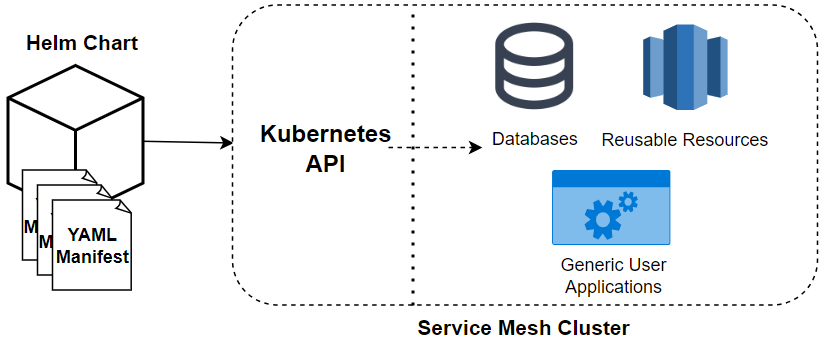 Helm Chart
Kubernetes
API
Databases
Reusable Resources
M
M
YAML
Manifest
Generic User
Applications
Service Mesh Cluster